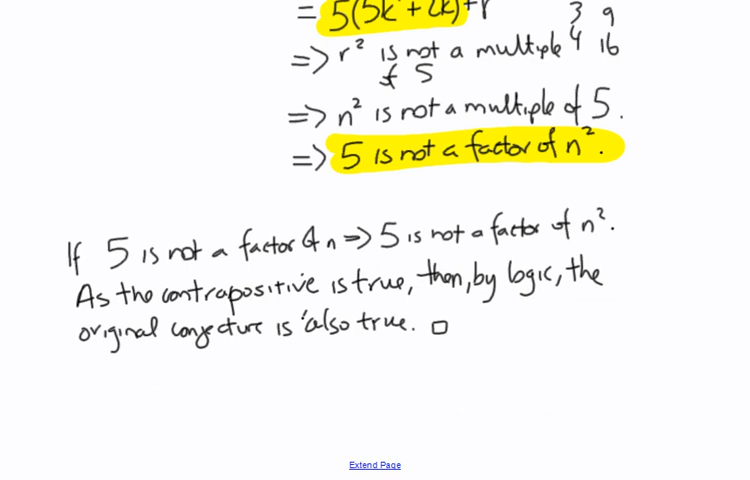 = 5(5k² + 2k) + r² 3 9
=> r² is not a multiple 4 16
of 5
=> n² is not a multiple of 5.
=> 5 is not a factor of n².
If 5 is not a factor of n => 5 is not a factor of n².
As the contrapositive is true, then, by logic, the
original conjecture is also true. □
Extend Page